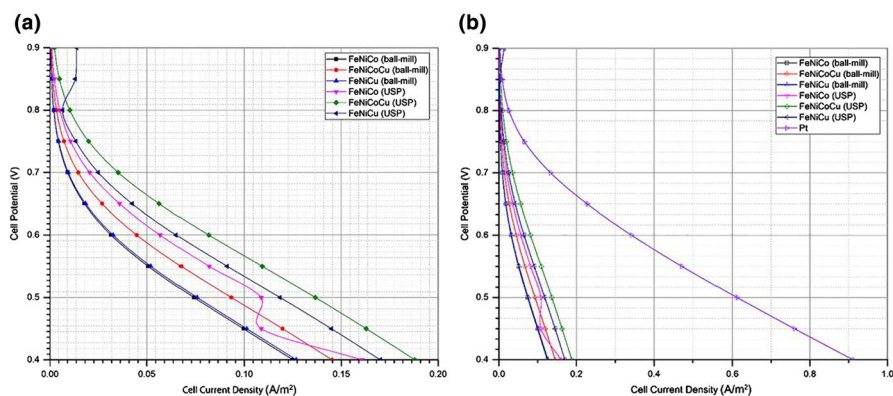 (a)
0.9
0.8
0.7
0.6
0.5
0.4
Cell Potential (V)
0.00
0.05
0.10
0.15
0.20
Cell Current Density (A/m²)
FeNiCo (ball-mill)
FeNiCoCu (ball-mill)
FeNiCu (ball-mill)
FeNiCo (USP)
FeNiCoCu (USP)
FeNiCu (USP)
(b)
0.9
0.8
0.7
0.6
0.5
0.4
Cell Potential (V)
0.0
0.2
0.4
0.6
0.8
1.0
Cell Current Density (A/m²)
FeNiCo (ball-mill)
FeNiCoCu (ball-mill)
FeNiCu (ball-mill)
FeNiCo (USP)
FeNiCoCu (USP)
FeNiCu (USP)
Pt